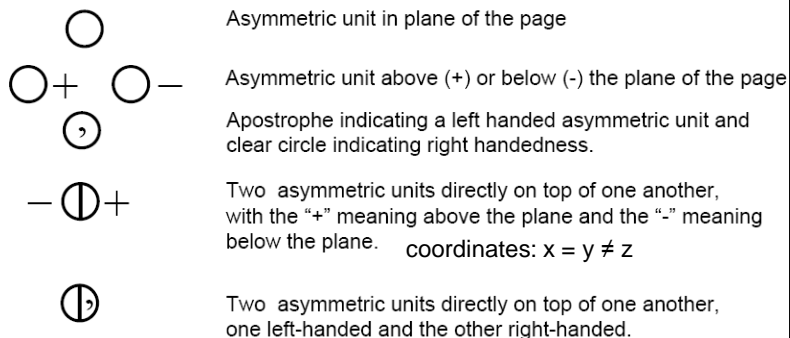 Asymmetric unit in plane of the page
+ −
Asymmetric unit above (+) or below (-) the plane of the page
,
Apostrophe indicating a left handed asymmetric unit and
clear circle indicating right handedness.
− +
Two asymmetric units directly on top of one another,
with the “+” meaning above the plane and the “-” meaning
below the plane. coordinates: x = y ≠ z
,
Two asymmetric units directly on top of one another,
one left-handed and the other right-handed.